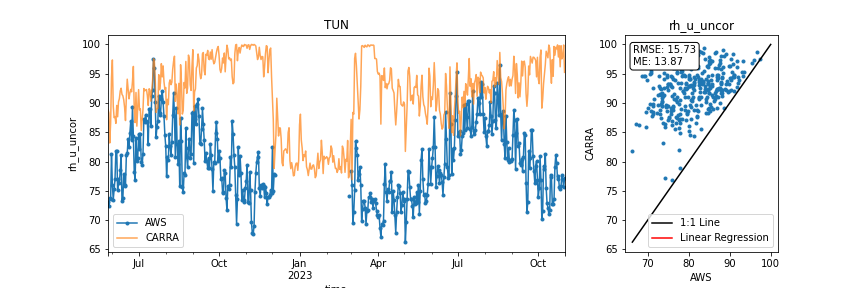 TUN
rh_u_uncor
100
95
90
85
80
75
70
65
rh_u_uncor
AWS
CARRA
Jul
Oct
Jan
2023
Apr
Jul
Oct
time
rh_u_uncor
100
95
90
85
80
75
70
65
CARRA
RMSE: 15.73
ME: 13.87
1:1 Line
Linear Regression
70
80
90
100
AWS